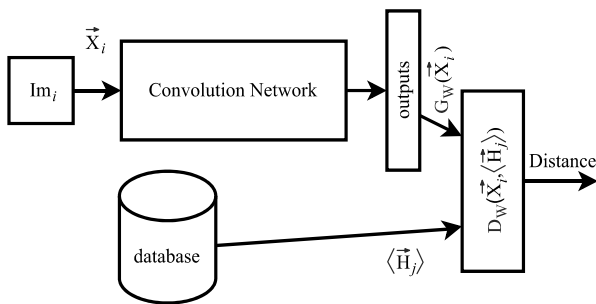 X⃗ᵢ
Imᵢ
Convolution Network
outputs
G_W(X⃗ᵢ)
D_W(X⃗ᵢ,⟨H⃗ⱼ⟩)
Distance
database
⟨H⃗ⱼ⟩